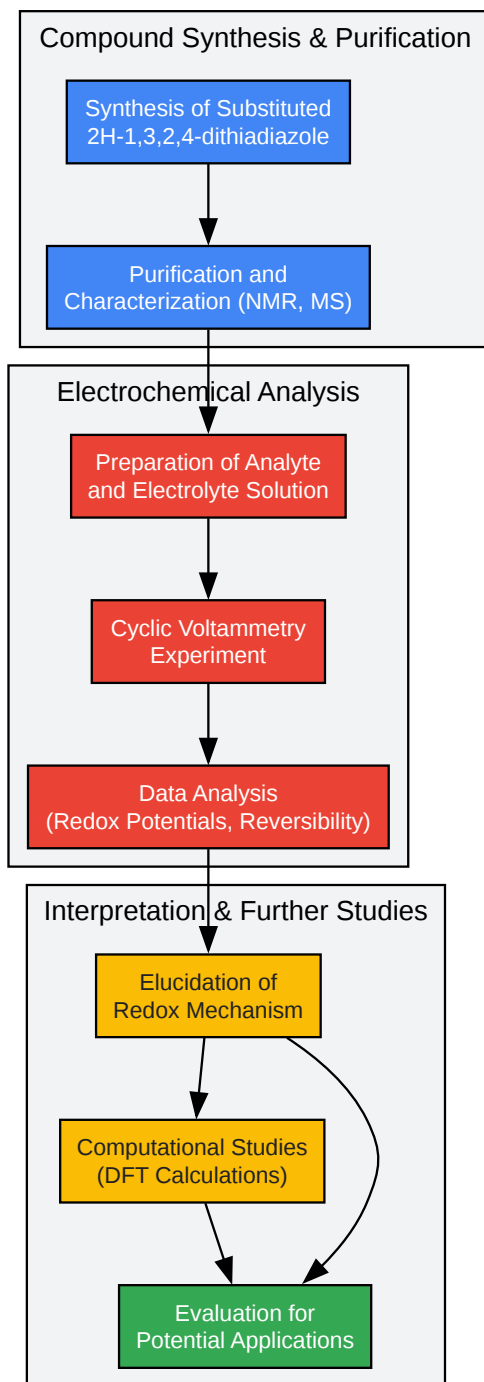 Compound Synthesis & Purification
Synthesis of Substituted
2H-1,3,2,4-dithiadiazole
Purification and
Characterization (NMR, MS)
Electrochemical Analysis
Preparation of Analyte
and Electrolyte Solution
Cyclic Voltammetry
Experiment
Data Analysis
(Redox Potentials, Reversibility)
Interpretation & Further Studies
Elucidation of
Redox Mechanism
Computational Studies
(DFT Calculations)
Evaluation for
Potential Applications